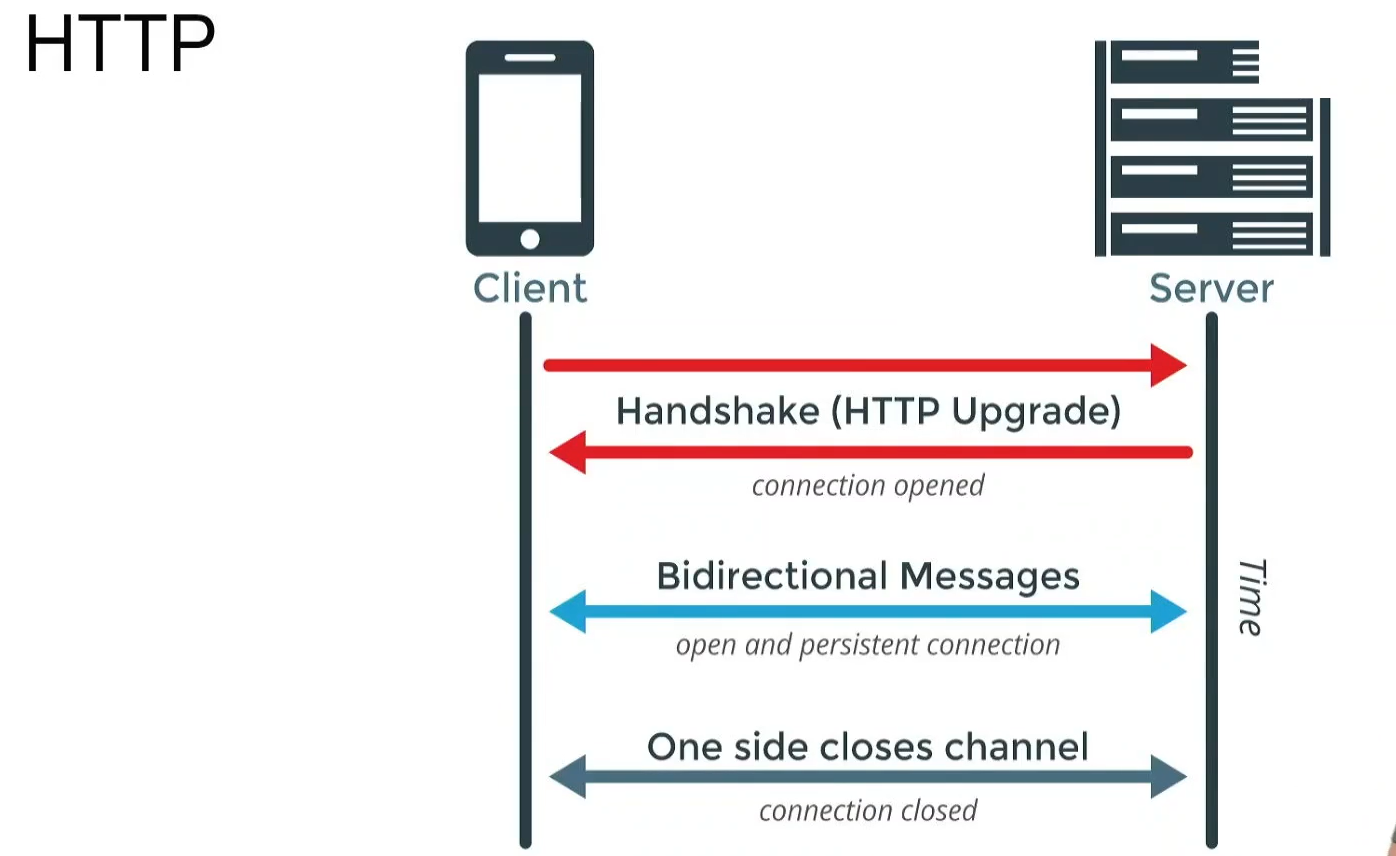 HTTP
Client
Server
Handshake (HTTP Upgrade)
connection opened
Bidirectional Messages
open and persistent connection
Time
One side closes channel
connection closed